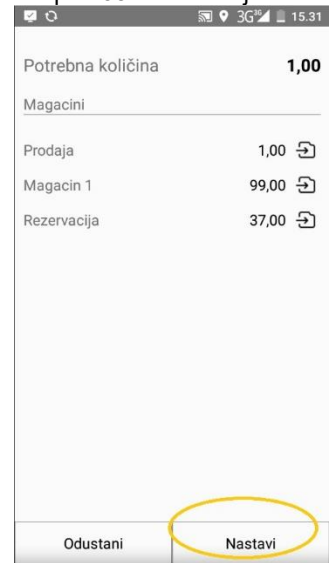 3G 3G 15.31
Potrebna količina 1,00
Magacini
Prodaja 1,00
Magacin 1 99,00
Rezervacija 37,00
Odustani Nastavi